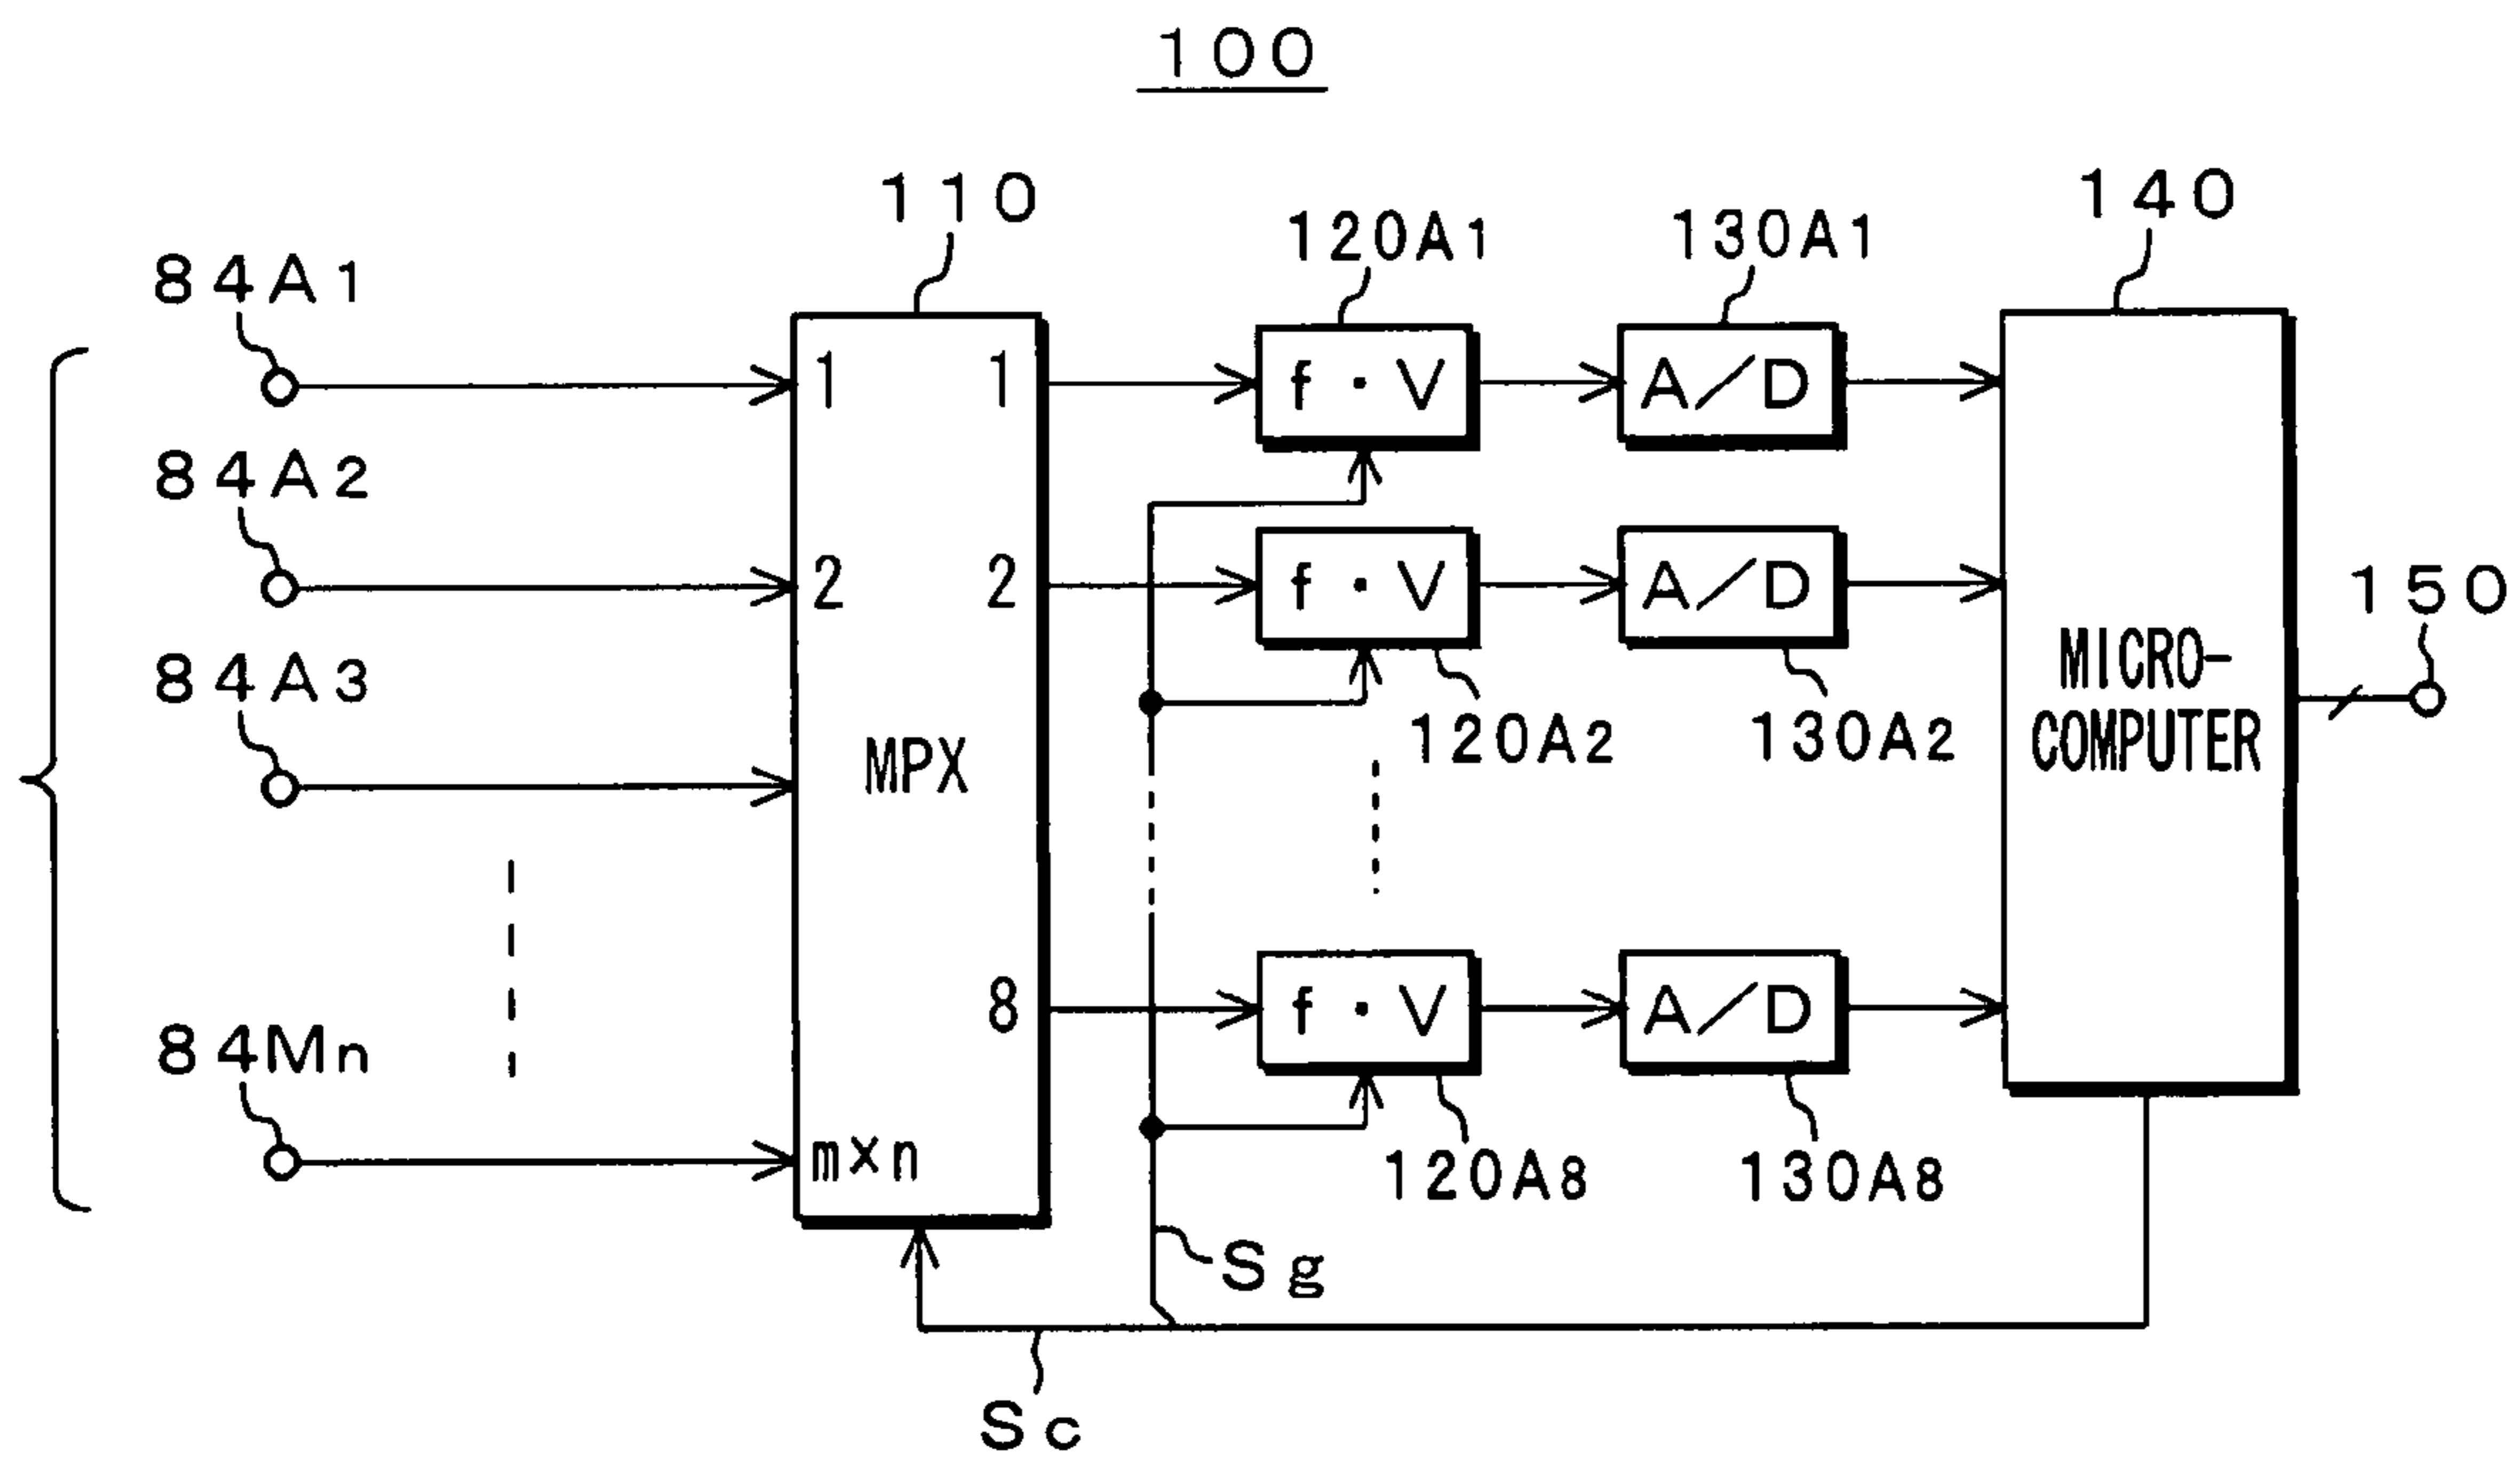 100
110
120A1
130A1
140
84A1
1
1
f・V
A/D
84A2
2
2
f・V
A/D
150
84A3
MPX
120A2
130A2
MICRO-
COMPUTER
84Mn
8
f・V
A/D
m×n
120A8
130A8
Sg
Sc